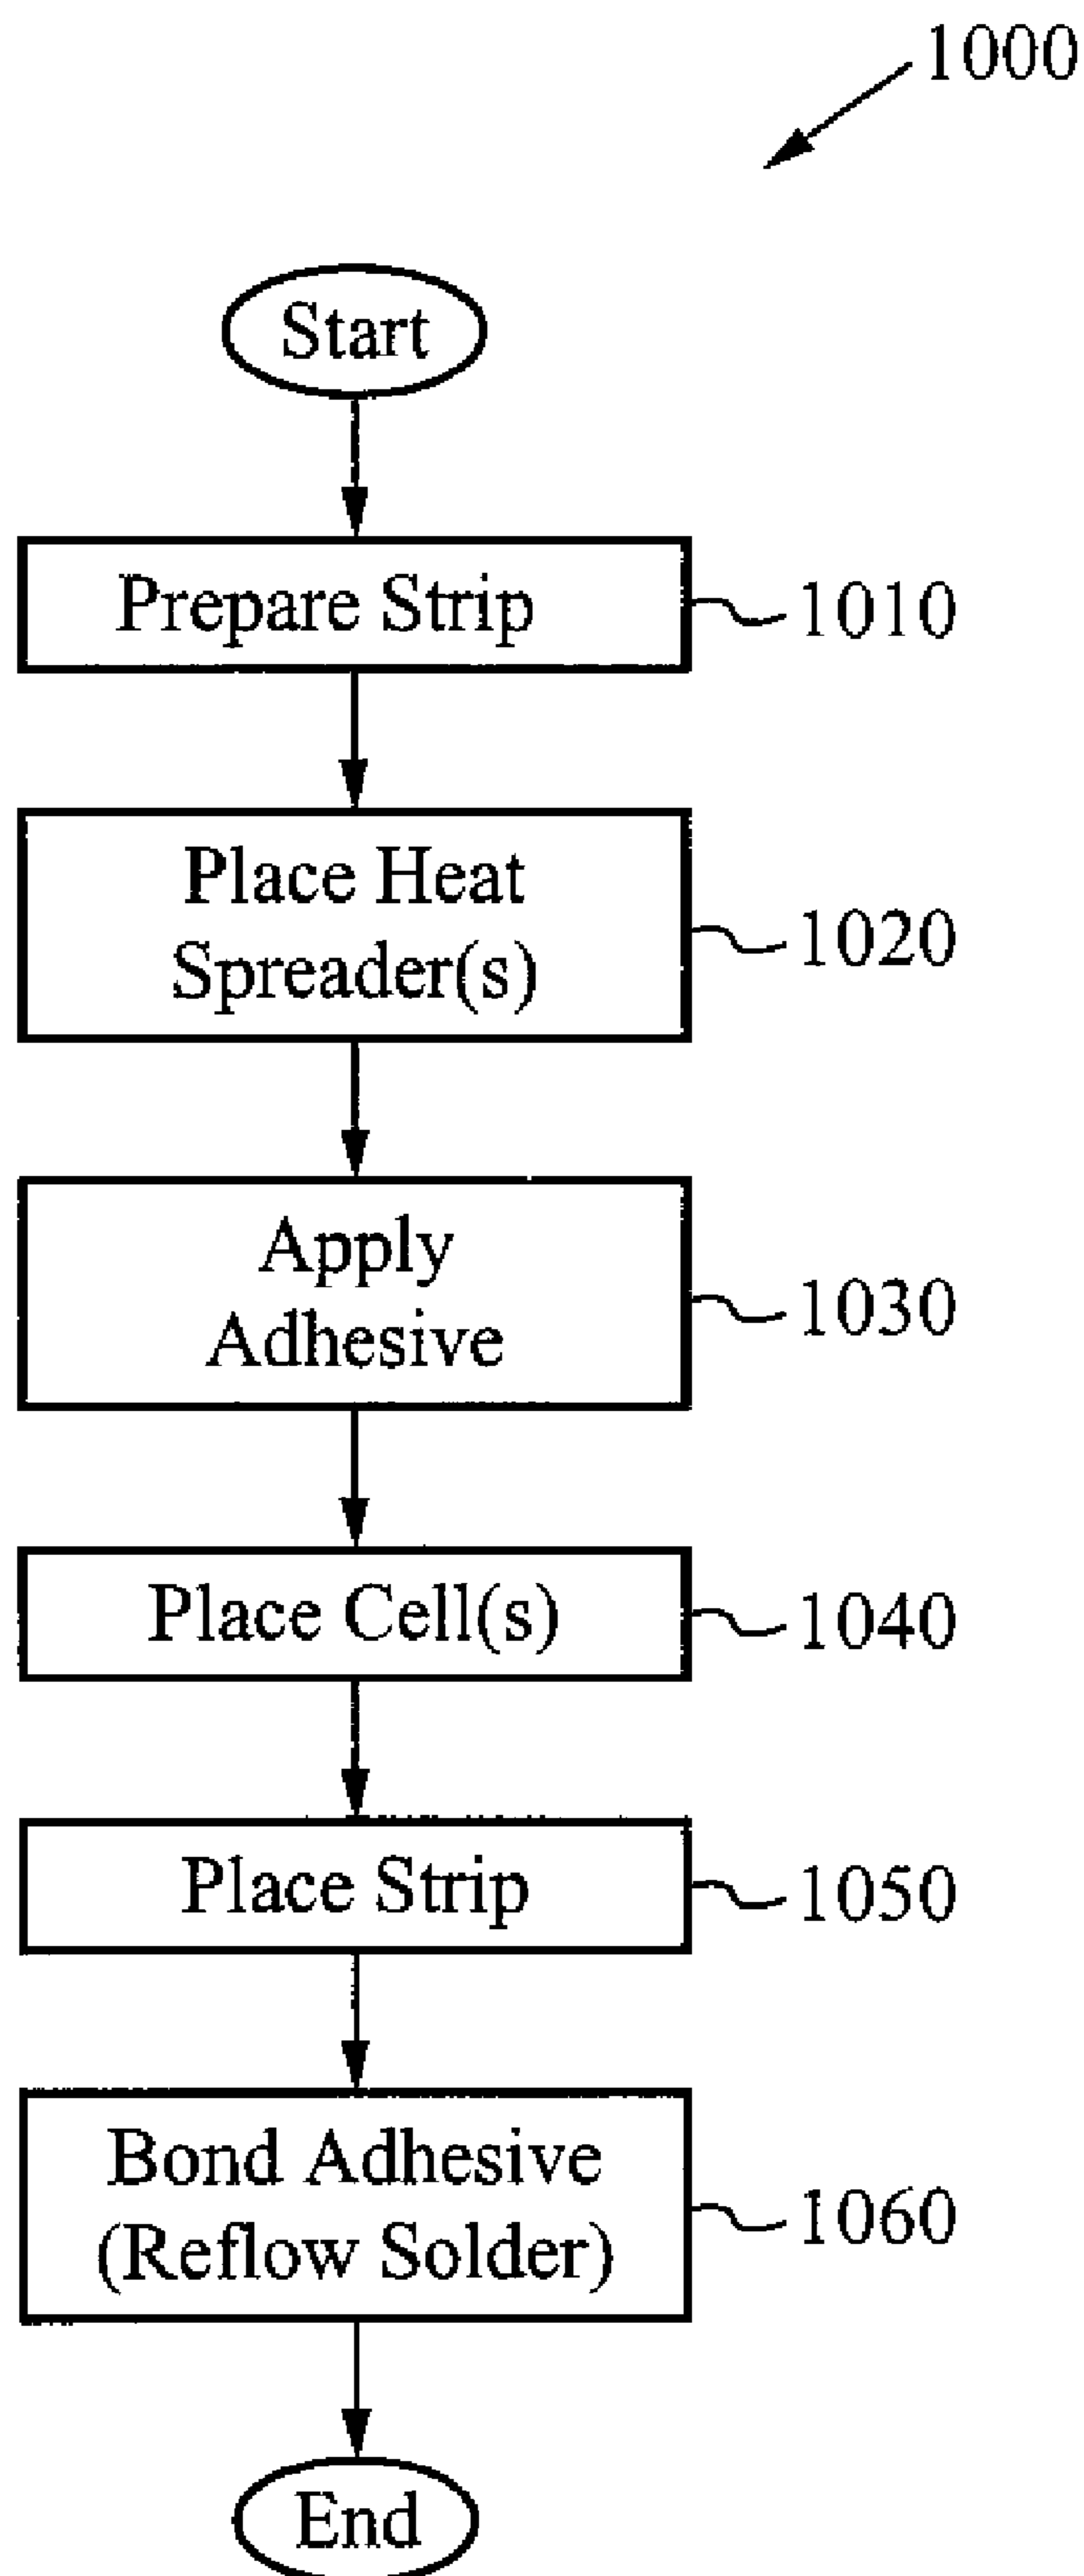 1000
Start
Prepare Strip
1010
Place Heat
Spreader(s)
1020
Apply
Adhesive
1030
Place Cell(s)
1040
Place Strip
1050
Bond Adhesive
(Reflow Solder)
1060
End